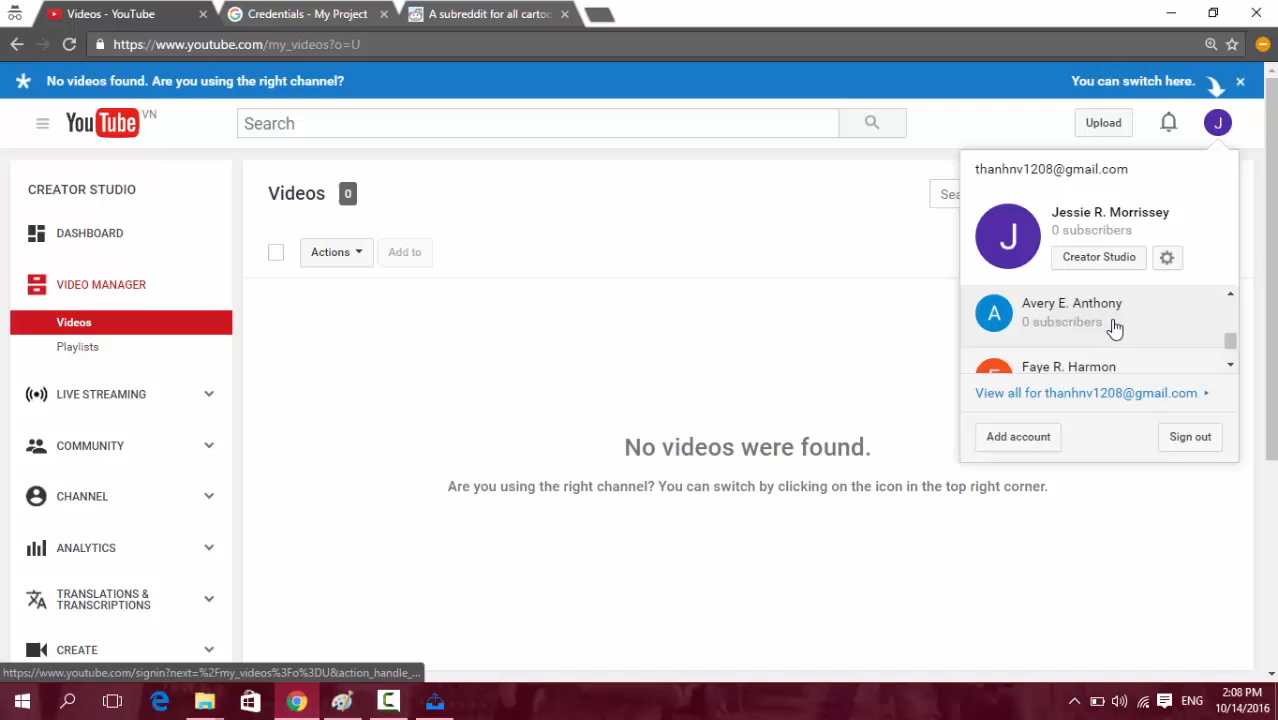 Videos - YouTube
Credentials - My Project
A subreddit for all cartoo
https://www.youtube.com/my_videos?o=U
No videos found. Are you using the right channel?
You can switch here.
YouTube VN
Search
Upload
J
CREATOR STUDIO
DASHBOARD
VIDEO MANAGER
Videos
Playlists
LIVE STREAMING
COMMUNITY
CHANNEL
ANALYTICS
TRANSLATIONS &
TRANSCRIPTIONS
CREATE
Videos 0
Sea
Actions
Add to
No videos were found.
Are you using the right channel? You can switch by clicking on the icon in the top right corner.
thanhnv1208@gmail.com
J
Jessie R. Morrissey
0 subscribers
Creator Studio
A
Avery E. Anthony
0 subscribers
Faye R. Harmon
View all for thanhnv1208@gmail.com
Add account
Sign out
https://www.youtube.com/signin?next=%2Fmy_videos%3Fo%3DU&action_handle_...
ENG
2:08 PM
10/14/2016